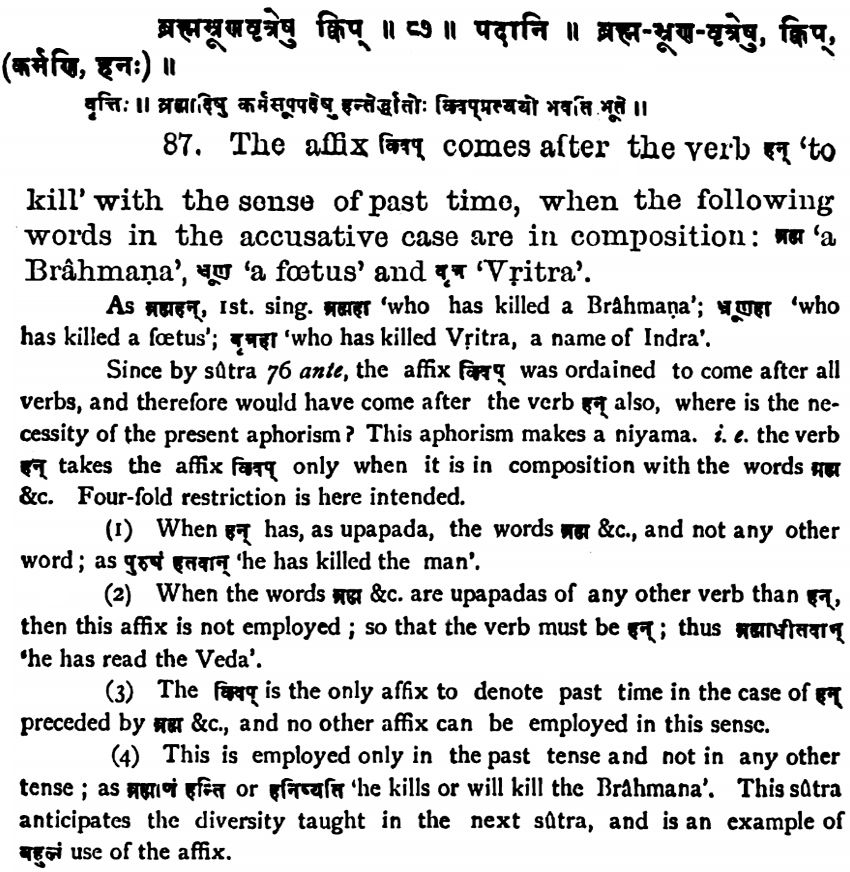 ब्रह्मभ्रूणवृत्रेषु क्विप् ॥ ८७ ॥ पदानि ॥ ब्रह्म-भ्रूण-वृत्रेषु, क्विप्,
(कर्मणि, हनः) ॥
वृत्तिः ॥ ब्रह्मादिषु कर्मसूपपदेषु हन्तेर्द्धातोः क्विप्प्रत्ययो भवति भूते ॥
87. The affix क्विप् comes after the verb हन् ‘to
kill’ with the sense of past time, when the following
words in the accusative case are in composition: ब्रह्म ‘a
Brâhmaṇa’, भ्रूण ‘a fœtus’ and वृत्र ‘Vṛitra’.
As ब्रह्महन्, 1st. sing. ब्रह्महा ‘who has killed a Brâhmaṇa’; भ्रूणहा ‘who
has killed a fœtus’; वृत्रहा ‘who has killed Vṛitra, a name of Indra’.
Since by sûtra 76 ante, the affix क्विप् was ordained to come after all
verbs, and therefore would have come after the verb हन् also, where is the ne-
cessity of the present aphorism? This aphorism makes a niyama. i. e. the verb
हन् takes the affix क्विप् only when it is in composition with the words ब्रह्म
&c. Four-fold restriction is here intended.
(1) When हन् has, as upapada, the words ब्रह्म &c., and not any other
word; as पुरुषं हतवान् ‘he has killed the man’.
(2) When the words ब्रह्म &c. are upapadas of any other verb than हन्,
then this affix is not employed; so that the verb must be हन्; thus ब्रह्माधीतवान्
‘he has read the Veda’.
(3) The क्विप् is the only affix to denote past time in the case of हन्
preceded by ब्रह्म &c., and no other affix can be employed in this sense.
(4) This is employed only in the past tense and not in any other
tense; as ब्रह्माणं हन्ति or हनिष्यति ‘he kills or will kill the Brâhmana’. This sûtra
anticipates the diversity taught in the next sûtra, and is an example of
बहुलं use of the affix.